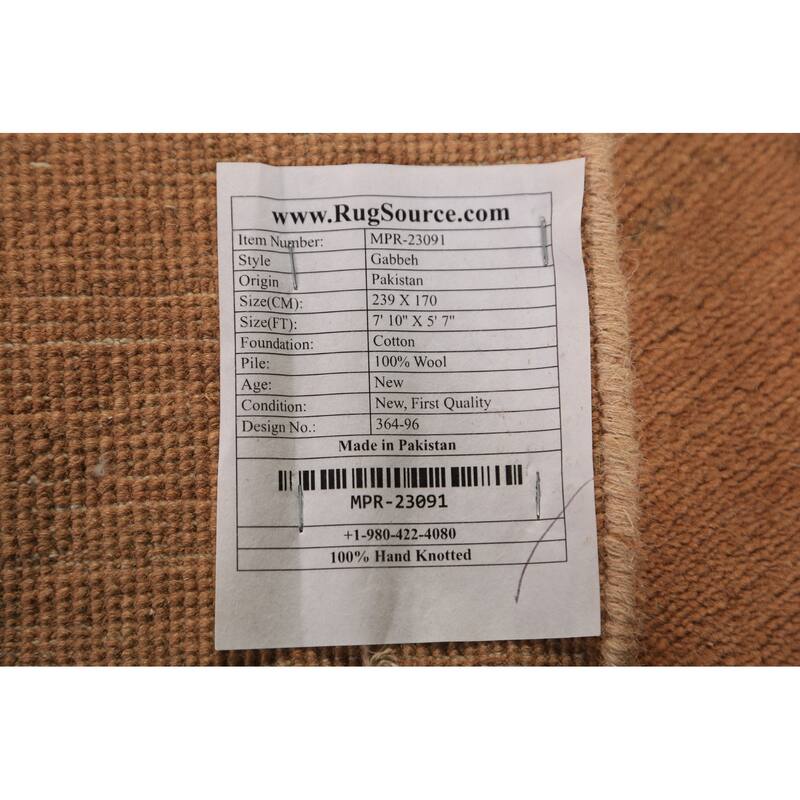 www.RugSource.com
Item Number: MPR-23091
Style Gabbeh
Origin Pakistan
Size(CM): 239 X 170
Size(FT): 7' 10" X 5' 7"
Foundation: Cotton
Pile: 100% Wool
Age: New
Condition: New, First Quality
Design No.: 364-96
Made in Pakistan
MPR-23091
+1-980-422-4080
100% Hand Knotted